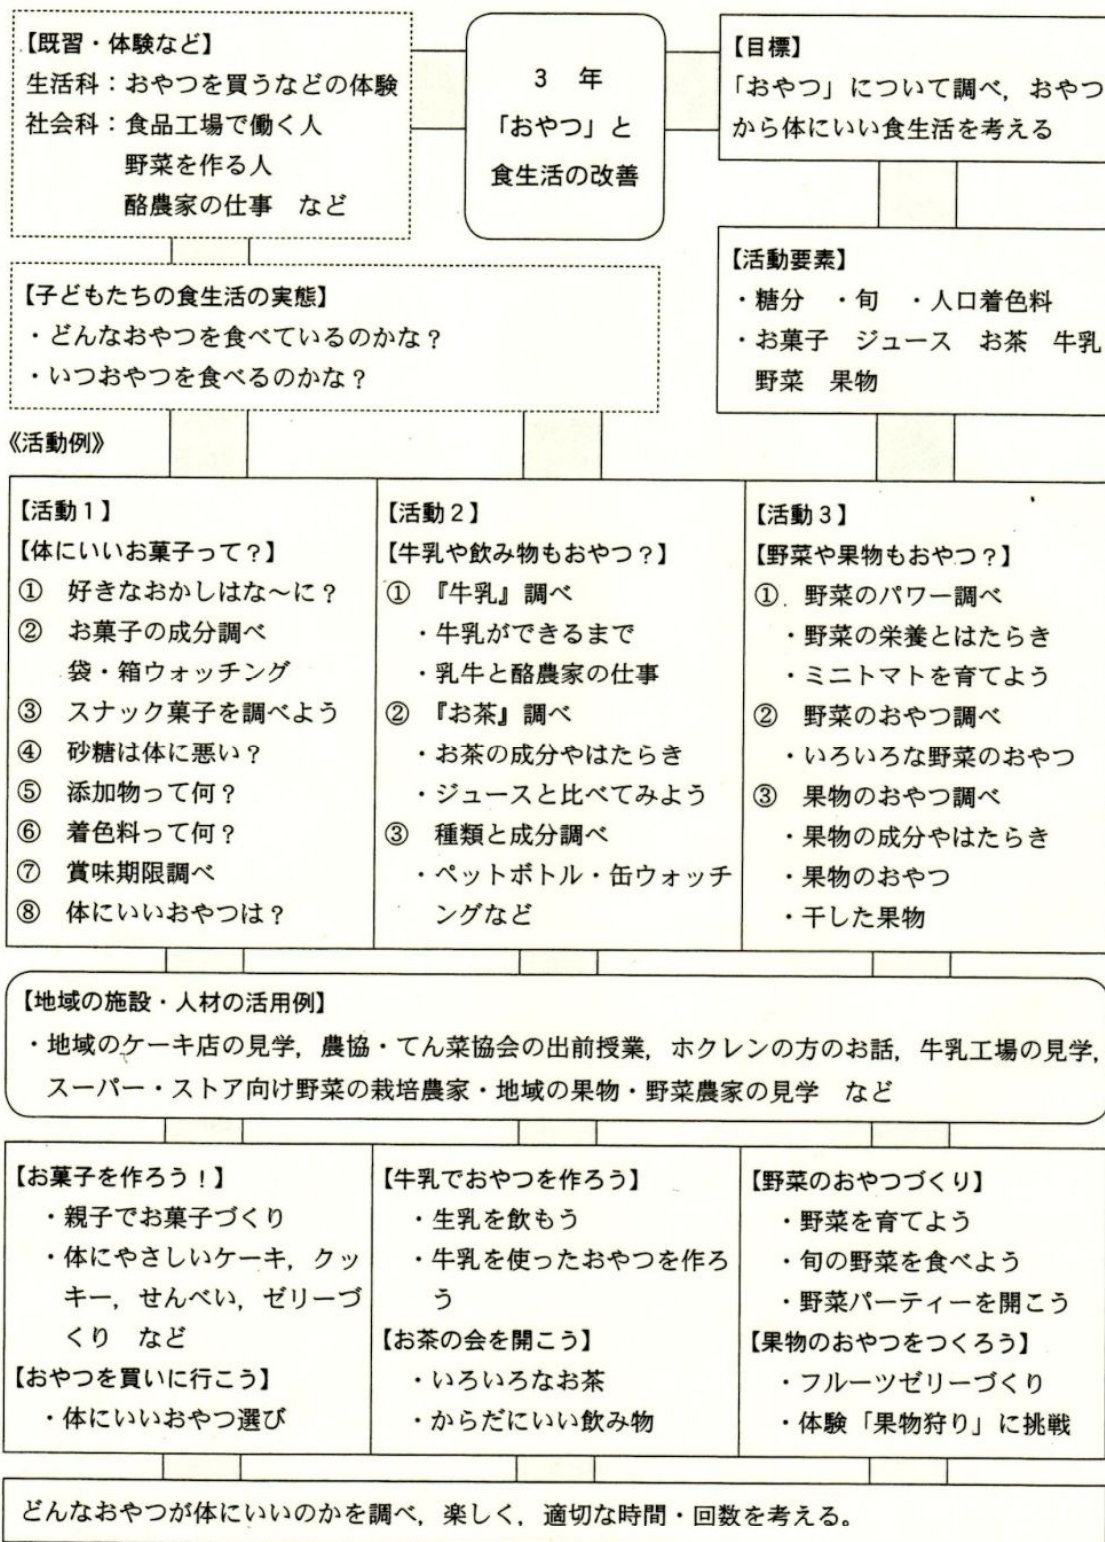 【既習・体験など】
生活科：おやつを買うなどの体験
社会科：食品工場で働く人
野菜を作る人
酪農家の仕事　など
3　年
「おやつ」と
食生活の改善
【目標】
「おやつ」について調べ，おやつ
から体にいい食生活を考える
【活動要素】
・糖分　・旬　・人口着色料
・お菓子　ジュース　お茶　牛乳
野菜　果物
【子どもたちの食生活の実態】
・どんなおやつを食べているのかな？
・いつおやつを食べるのかな？
《活動例》
【活動１】
【体にいいお菓子って？】
①　好きなおかしはな～に？
②　お菓子の成分調べ
袋・箱ウォッチング
③　スナック菓子を調べよう
④　砂糖は体に悪い？
⑤　添加物って何？
⑥　着色料って何？
⑦　賞味期限調べ
⑧　体にいいおやつは？
【活動２】
【牛乳や飲み物もおやつ？】
①　『牛乳』調べ
・牛乳ができるまで
・乳牛と酪農家の仕事
②　『お茶』調べ
・お茶の成分やはたらき
・ジュースと比べてみよう
③　種類と成分調べ
・ペットボトル・缶ウォッチ
ングなど
【活動３】
【野菜や果物もおやつ？】
①　野菜のパワー調べ
・野菜の栄養とはたらき
・ミニトマトを育てよう
②　野菜のおやつ調べ
・いろいろな野菜のおやつ
③　果物のおやつ調べ
・果物の成分やはたらき
・果物のおやつ
・干した果物
【地域の施設・人材の活用例】
・地域のケーキ店の見学，農協・てん菜協会の出前授業，ホクレンの方のお話，牛乳工場の見学，
スーパー・ストア向け野菜の栽培農家・地域の果物・野菜農家の見学　など
【お菓子を作ろう！】
・親子でお菓子づくり
・体にやさしいケーキ，クッ
キー，せんべい，ゼリーづ
くり　など
【おやつを買いに行こう】
・体にいいおやつ選び
【牛乳でおやつを作ろう】
・生乳を飲もう
・牛乳を使ったおやつを作ろ
う
【お茶の会を開こう】
・いろいろなお茶
・からだにいい飲み物
【野菜のおやつづくり】
・野菜を育てよう
・旬の野菜を食べよう
・野菜パーティーを開こう
【果物のおやつをつくろう】
・フルーツゼリーづくり
・体験「果物狩り」に挑戦
どんなおやつが体にいいのかを調べ，楽しく，適切な時間・回数を考える。